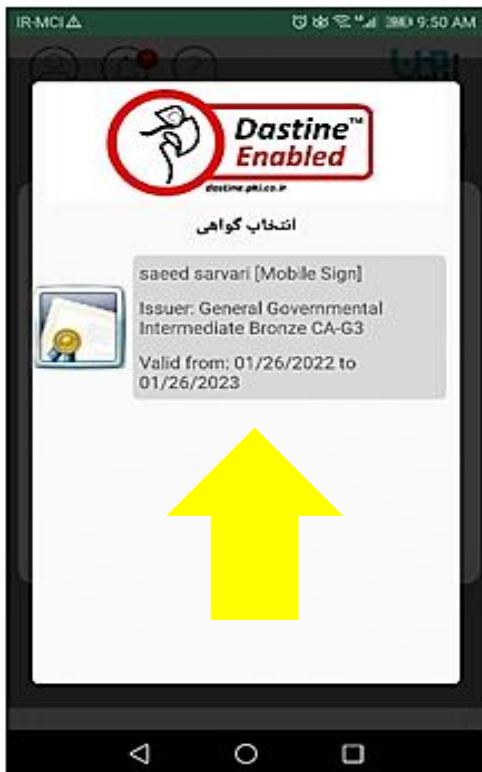 IR-MCI
9:50 AM
Dastine™
Enabled
dastine.pki.co.ir
انتخاب گواهی
saeed sarvari [Mobile Sign]
Issuer: General Governmental
Intermediate Bronze CA-G3
Valid from: 01/26/2022 to
01/26/2023